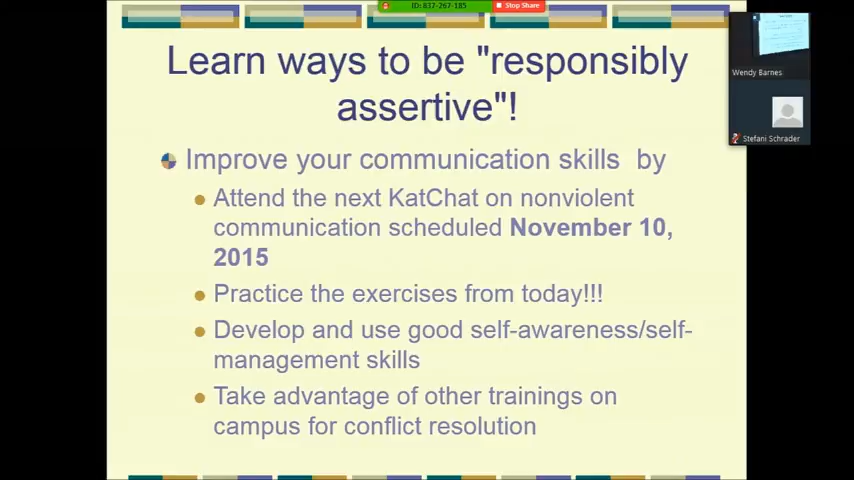 ID: 837-267-185
Stop Share
Learn ways to be "responsibly
assertive"!
Improve your communication skills  by
Attend the next KatChat on nonviolent
communication scheduled November 10,
2015
Practice the exercises from today!!!
Develop and use good self-awareness/self-
management skills
Take advantage of other trainings on
campus for conflict resolution
Wendy Barnes
Stefani Schrader